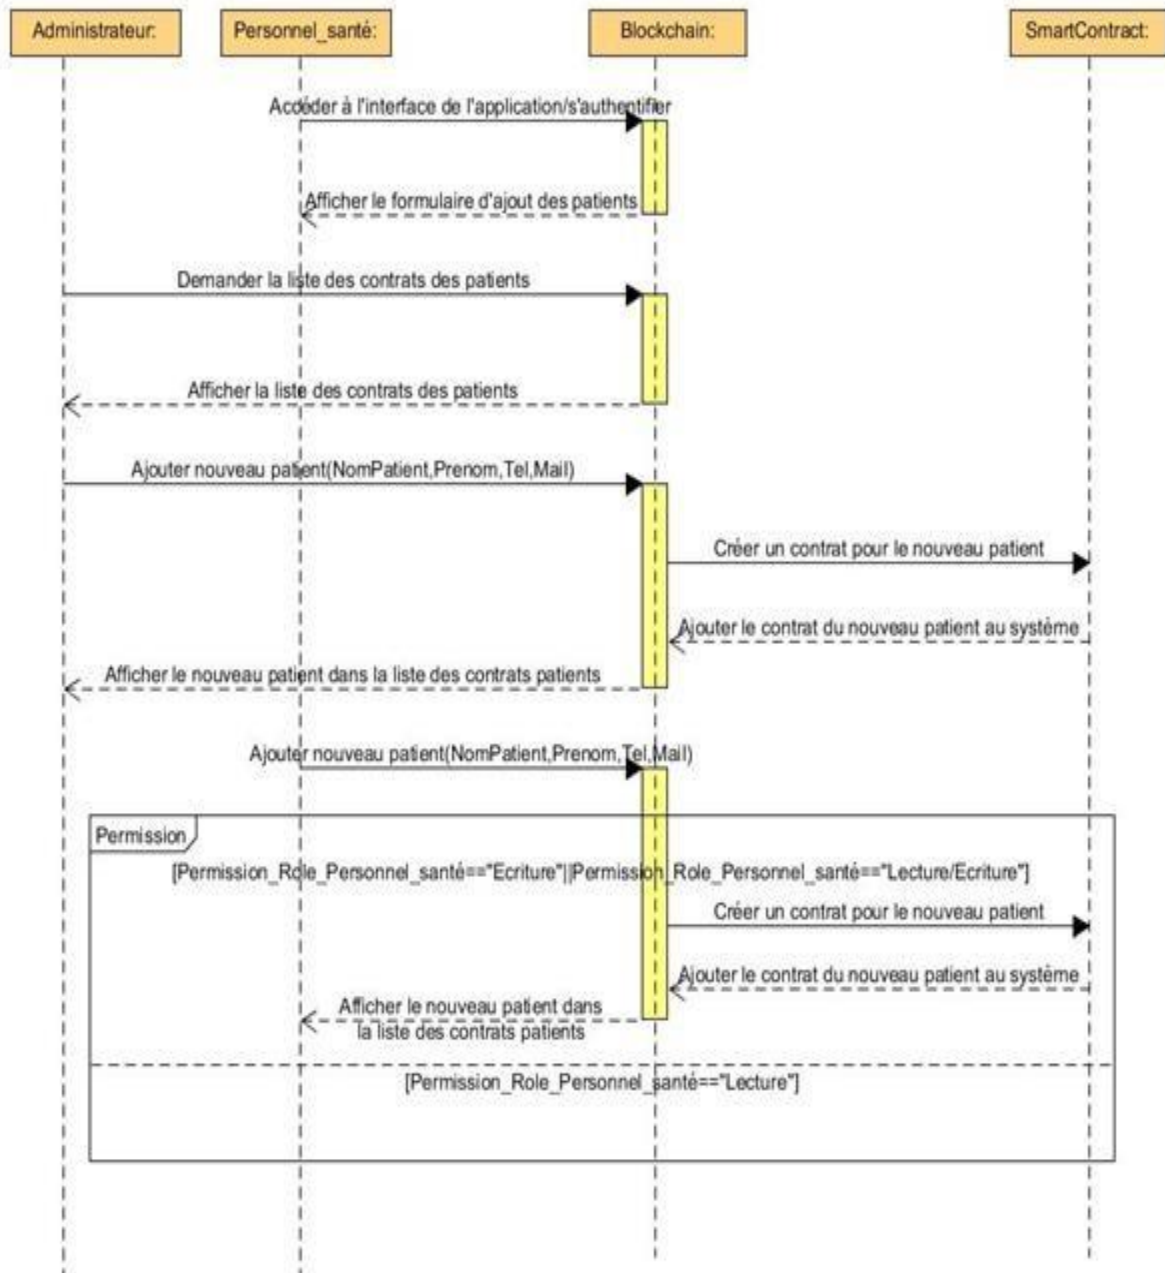 Administrateur:
Personnel_santé:
Blockchain:
SmartContract:
Accéder à l'interface de l'application/s'authentifier
Afficher le formulaire d'ajout des patients
Demander la liste des contrats des patients
Afficher la liste des contrats des patients
Ajouter nouveau patient(NomPatient,Prenom,Tel,Mail)
Créer un contrat pour le nouveau patient
Ajouter le contrat du nouveau patient au système
Afficher le nouveau patient dans la liste des contrats patients
Ajouter nouveau patient(NomPatient,Prenom,Tel,Mail)
Permission
[Permission_Role_Personnel_santé=="Ecriture"||Permission_Role_Personnel_santé=="Lecture/Ecriture"]
Créer un contrat pour le nouveau patient
Ajouter le contrat du nouveau patient au système
Afficher le nouveau patient dans
la liste des contrats patients
[Permission_Role_Personnel_santé=="Lecture"]